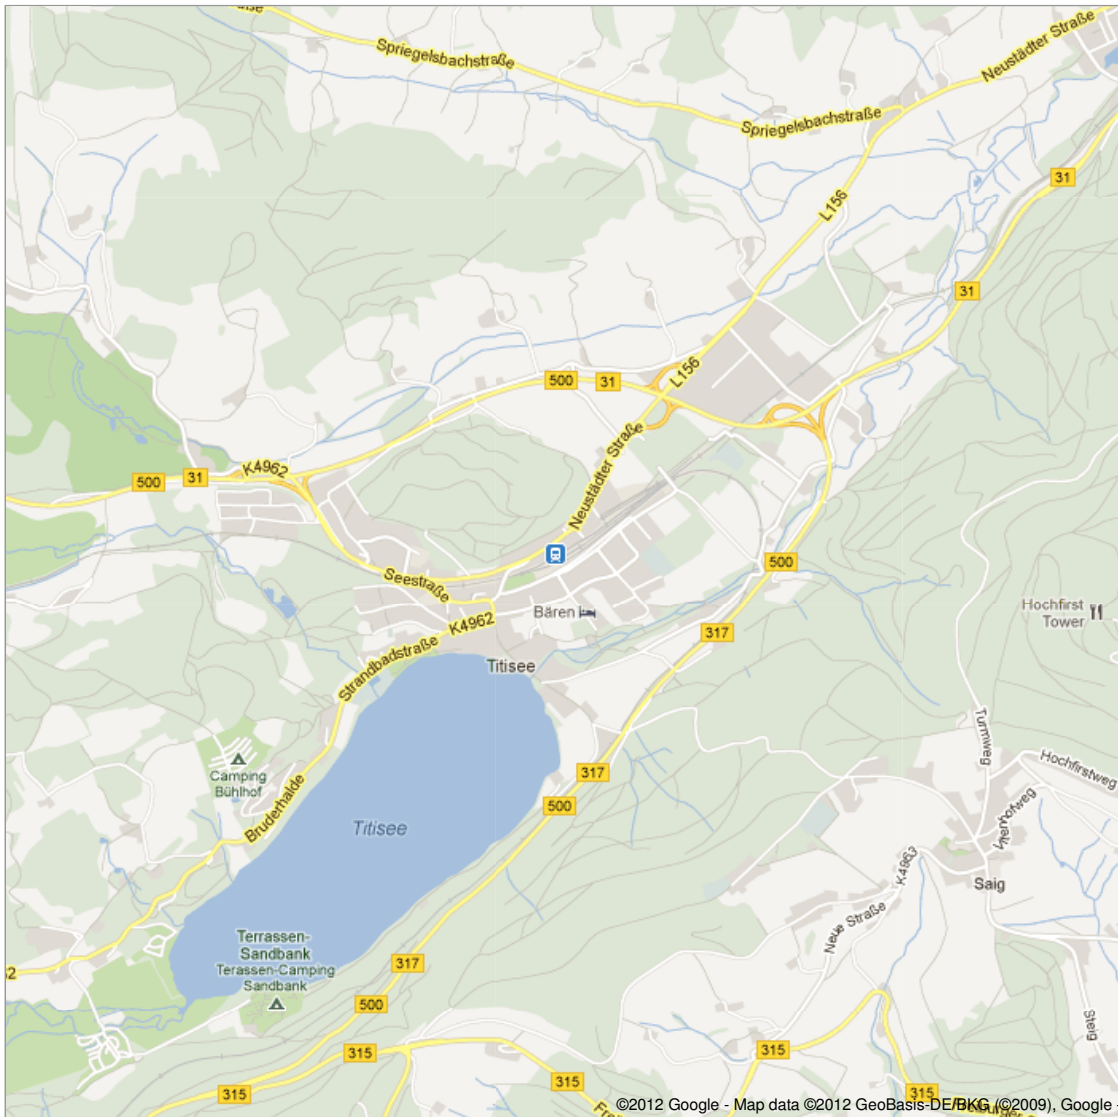 Neustädter Straße
Spriegelsbachstraße
Spriegelsbachstraße
31
L156
31
500
31
L156
K4962
500
31
Neustädter Straße
500
Seestraße
Bären
Hochfirst
Tower
K4962
317
Strandbadstraße
Titisee
Turmweg
Hochfirstweg
Camping
Bühlhof
317
500
Bruderhalde
Titisee
K4963
Saig
Neue Straße
Terrassen-
Sandbank
Terassen-Camping
Sandbank
317
500
Steig
315
315
315
315
315
©2012 Google - Map data ©2012 GeoBasis-DE/BKG (©2009), Google